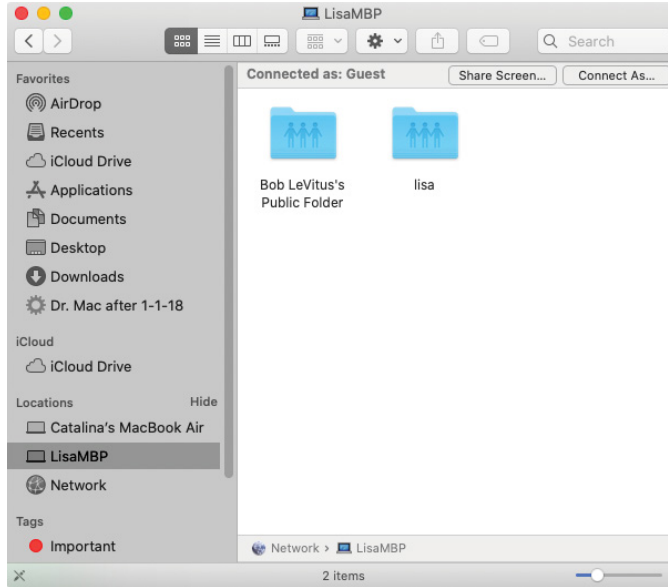 LisaMBP
Search
Favorites
AirDrop
Recents
iCloud Drive
Applications
Documents
Desktop
Downloads
Dr. Mac after 1-1-18
iCloud
iCloud Drive
Locations Hide
Catalina's MacBook Air
LisaMBP
Network
Tags
Important
Connected as: Guest Share Screen... Connect As...
Bob LeVitus's
Public Folder
lisa
Network › LisaMBP
2 items